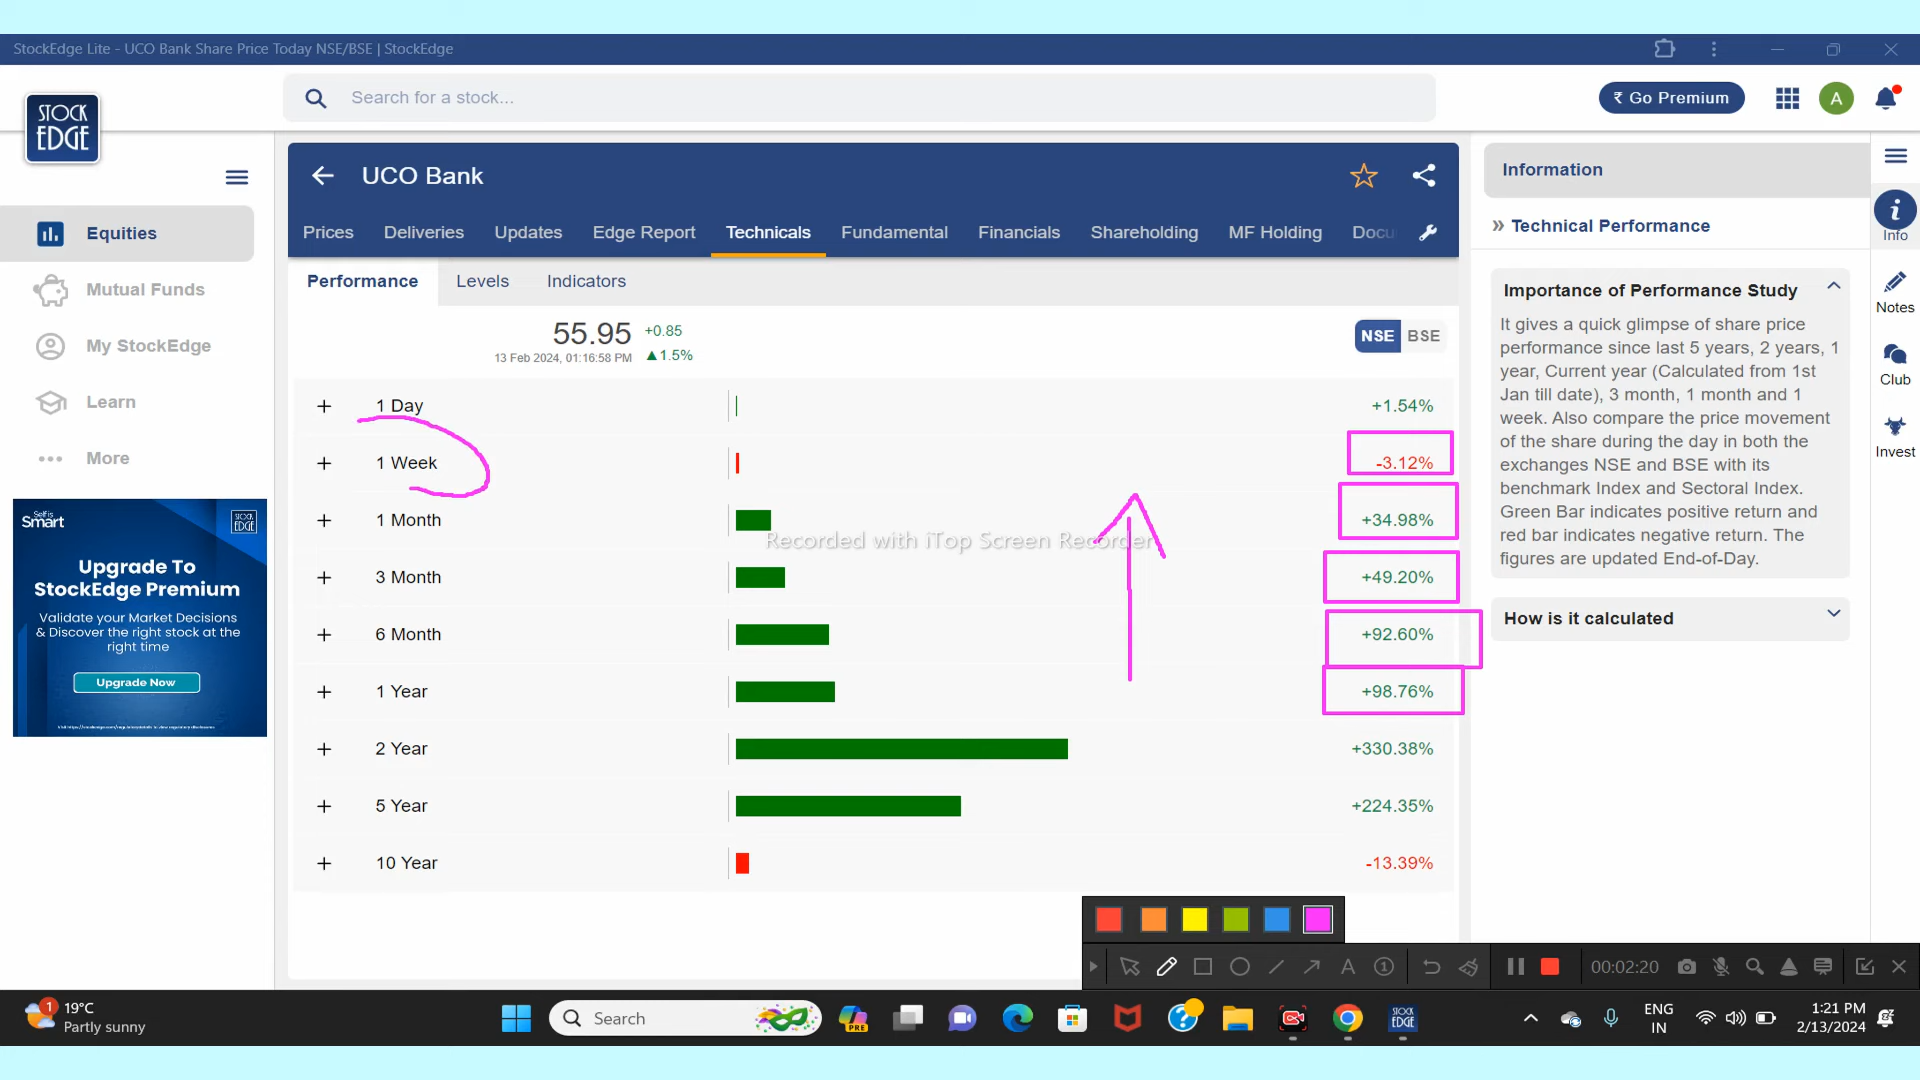 StockEdge Lite - UCO Bank Share Price Today NSE/BSE | StockEdge
STOCK
EDGE
Search for a stock...
₹ Go Premium
A
Equities
Mutual Funds
My StockEdge
Learn
More
Self is
Smart
STOCK
EDGE
Upgrade To
StockEdge Premium
Validate your Market Decisions
& Discover the right stock at the
right time
Upgrade Now
UCO Bank
Prices Deliveries Updates Edge Report Technicals Fundamental Financials Shareholding MF Holding Docu
Performance Levels Indicators
55.95 +0.85
13 Feb 2024, 01:16:58 PM ▲1.5%
NSE BSE
+ 1 Day +1.54%
+ 1 Week -3.12%
+ 1 Month +34.98%
Recorded with iTop Screen Recorder
+ 3 Month +49.20%
+ 6 Month +92.60%
+ 1 Year +98.76%
+ 2 Year +330.38%
+ 5 Year +224.35%
+ 10 Year -13.39%
Information
» Technical Performance
Importance of Performance Study
It gives a quick glimpse of share price
performance since last 5 years, 2 years, 1
year, Current year (Calculated from 1st
Jan till date), 3 month, 1 month and 1
week. Also compare the price movement
of the share during the day in both the
exchanges NSE and BSE with its
benchmark Index and Sectoral Index.
Green Bar indicates positive return and
red bar indicates negative return. The
figures are updated End-of-Day.
How is it calculated
i
Info
Notes
Club
Invest
A 1 00:02:20
1
19°C
Partly sunny
Search
PRE
STOCK
EDGE
ENG
IN
1:21 PM
2/13/2024